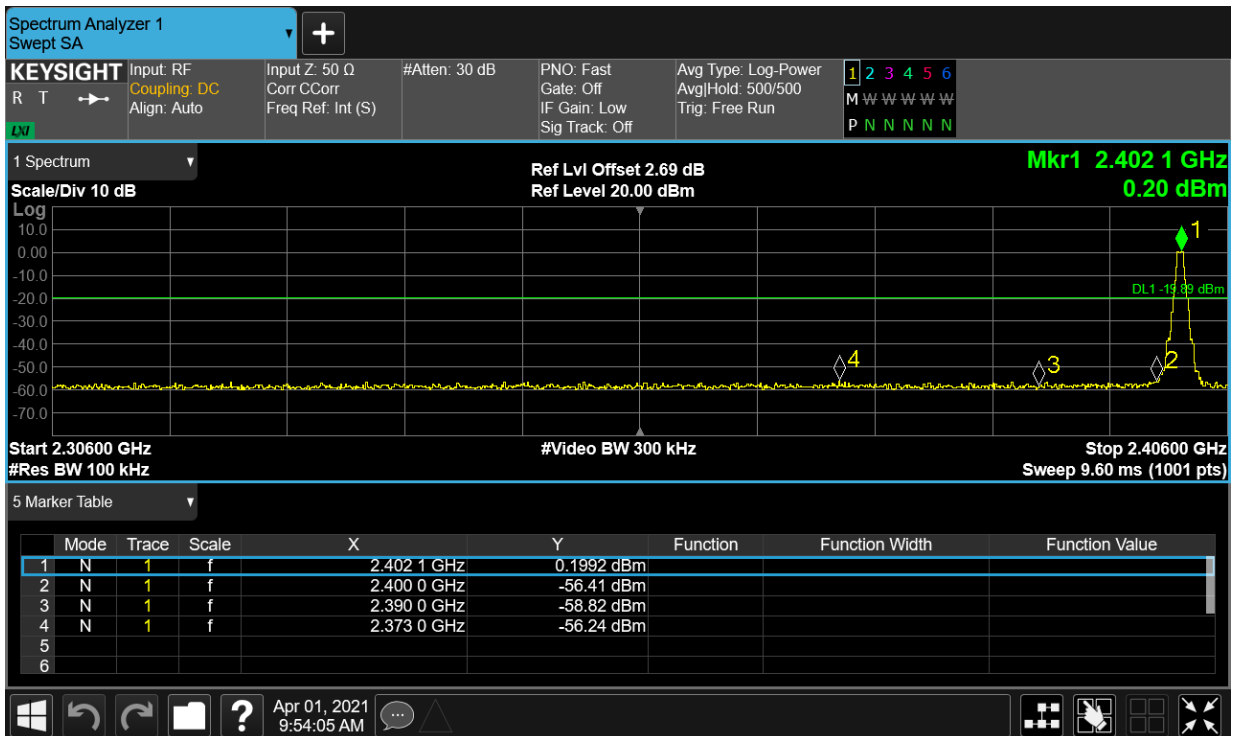 Spectrum Analyzer 1
Swept SA
+
KEYSIGHT Input: RF Input Z: 50 Ω #Atten: 30 dB PNO: Fast Avg Type: Log-Power 1 2 3 4 5 6
R T Coupling: DC Corr CCorr Gate: Off Avg|Hold: 500/500 M W W W W W
Align: Auto Freq Ref: Int (S) IF Gain: Low Trig: Free Run
LXI Sig Track: Off P N N N N N
1 Spectrum Ref Lvl Offset 2.69 dB Mkr1 2.402 1 GHz
Scale/Div 10 dB Ref Level 20.00 dBm 0.20 dBm
Log
10.0 1
0.00
-10.0
-20.0 DL1 -19.89 dBm
-30.0
-40.0
-50.0 4 3 2
-60.0
-70.0
Start 2.30600 GHz #Video BW 300 kHz Stop 2.40600 GHz
#Res BW 100 kHz Sweep 9.60 ms (1001 pts)
5 Marker Table
Mode Trace Scale X Y Function Function Width Function Value
1 N 1 f 2.402 1 GHz 0.1992 dBm
2 N 1 f 2.400 0 GHz -56.41 dBm
3 N 1 f 2.390 0 GHz -58.82 dBm
4 N 1 f 2.373 0 GHz -56.24 dBm
5
6
? Apr 01, 2021
9:54:05 AM